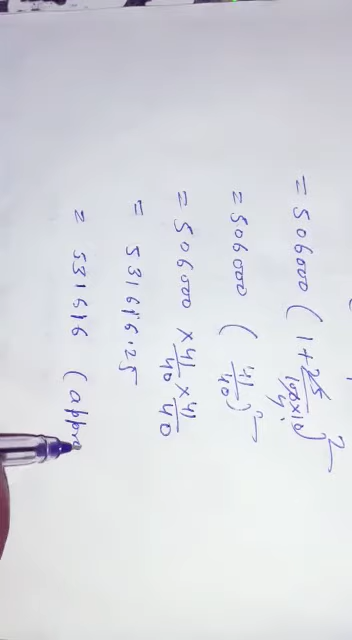 = 506000 ( 1 + 25/100×10 )²
= 506000 ( 41/40 )²
= 506000 × 41/40 × 41/40
= 531616.25
= 531616 (appro